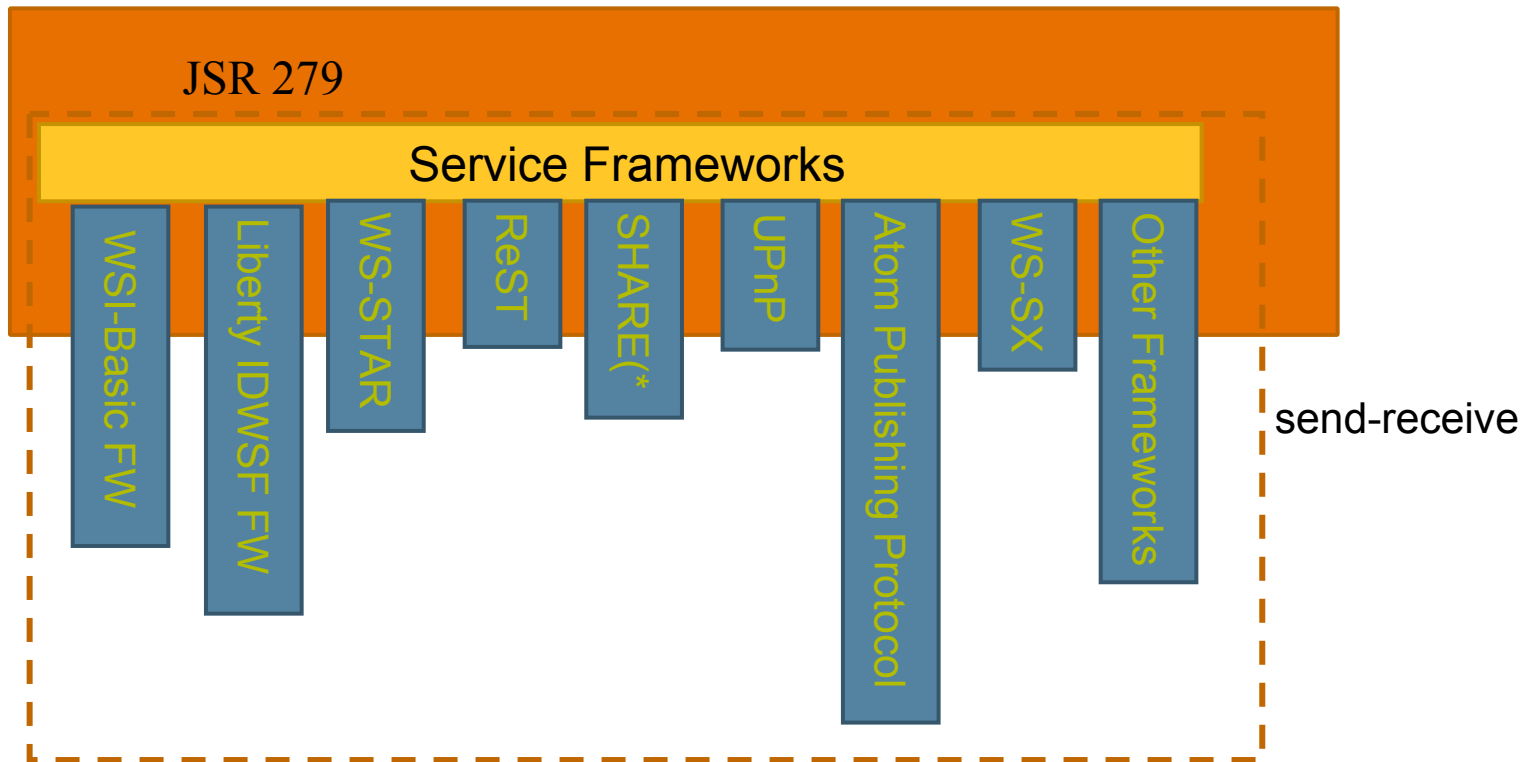 JSR 279
Service Frameworks
WSI-Basic FW
Liberty IDWSF FW
WS-STAR
ReST
SHARE(*
UPnP
Atom Publishing Protocol
WS-SX
Other Frameworks
send-receive